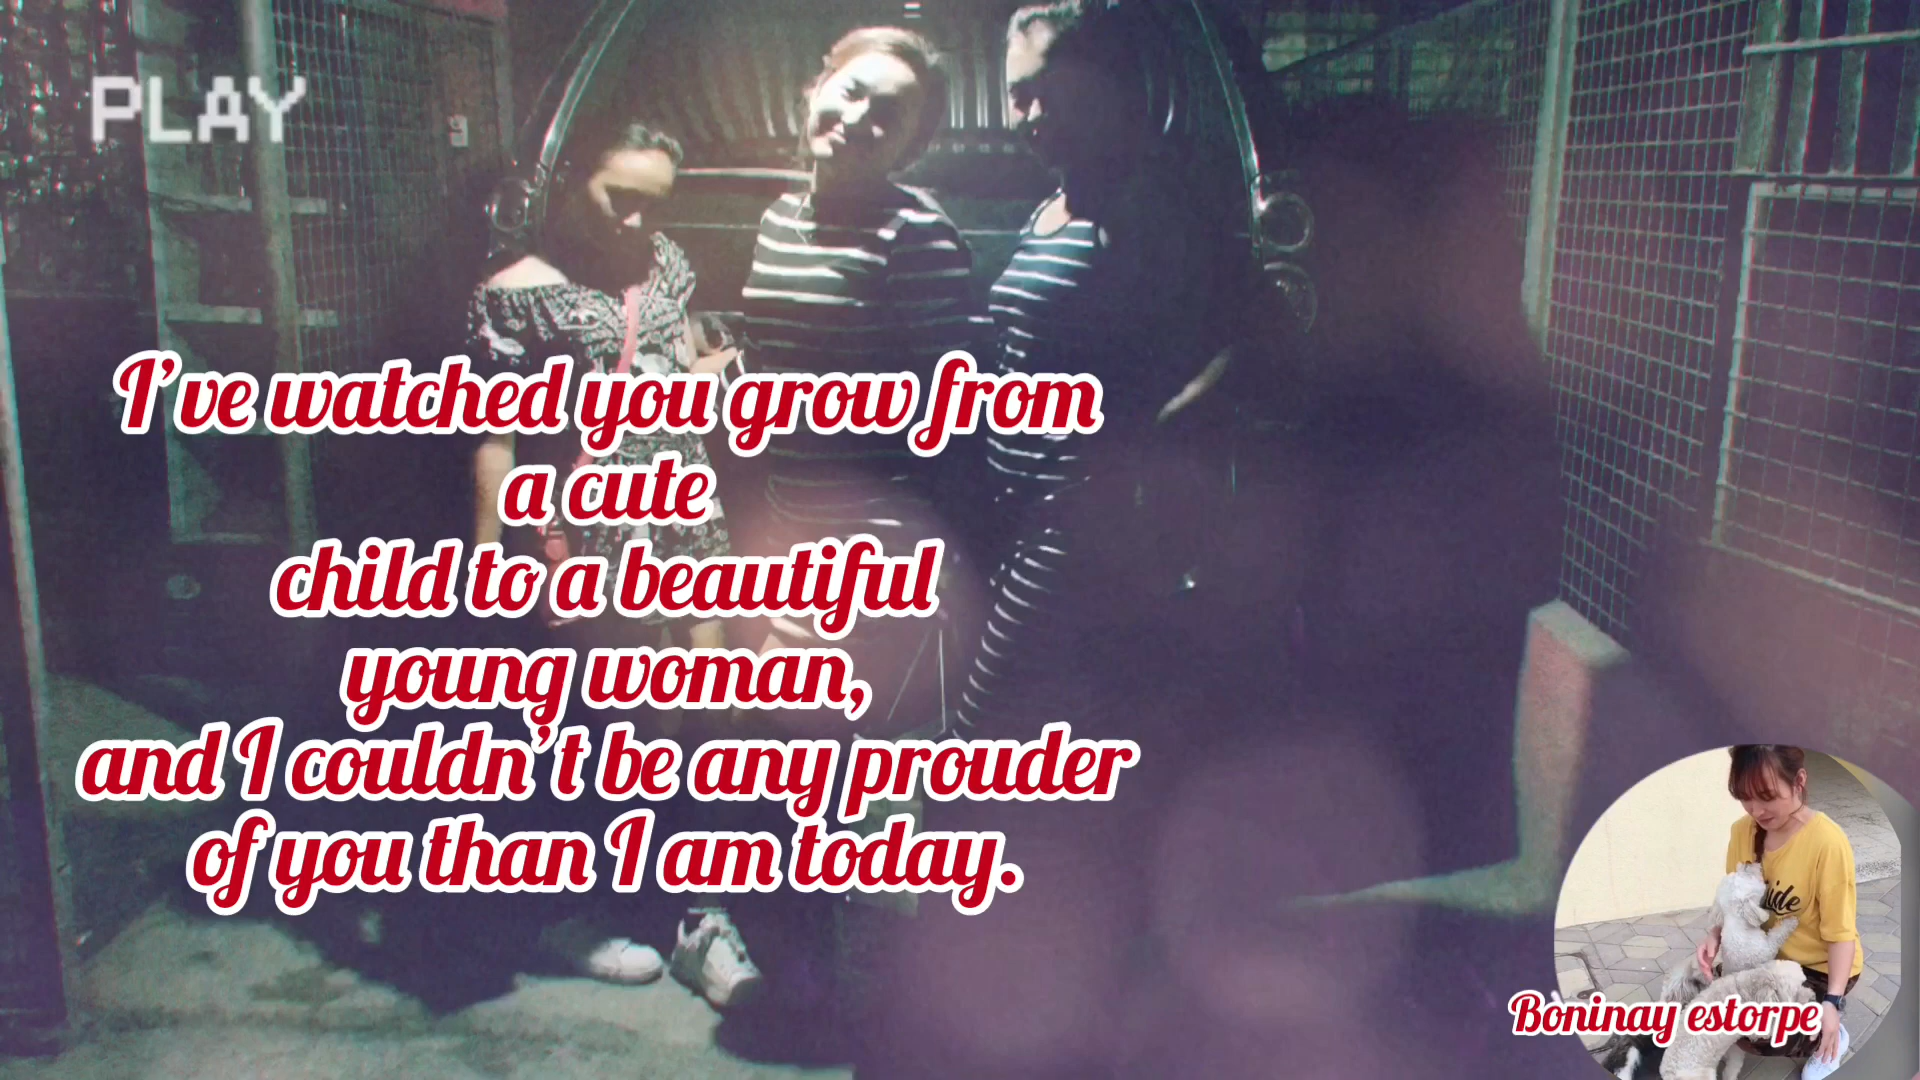 PLAY
I've watched you grow from
a cute
child to a beautiful
young woman,
and I couldn't be any prouder
of you than I am today.
Boninay estorpe